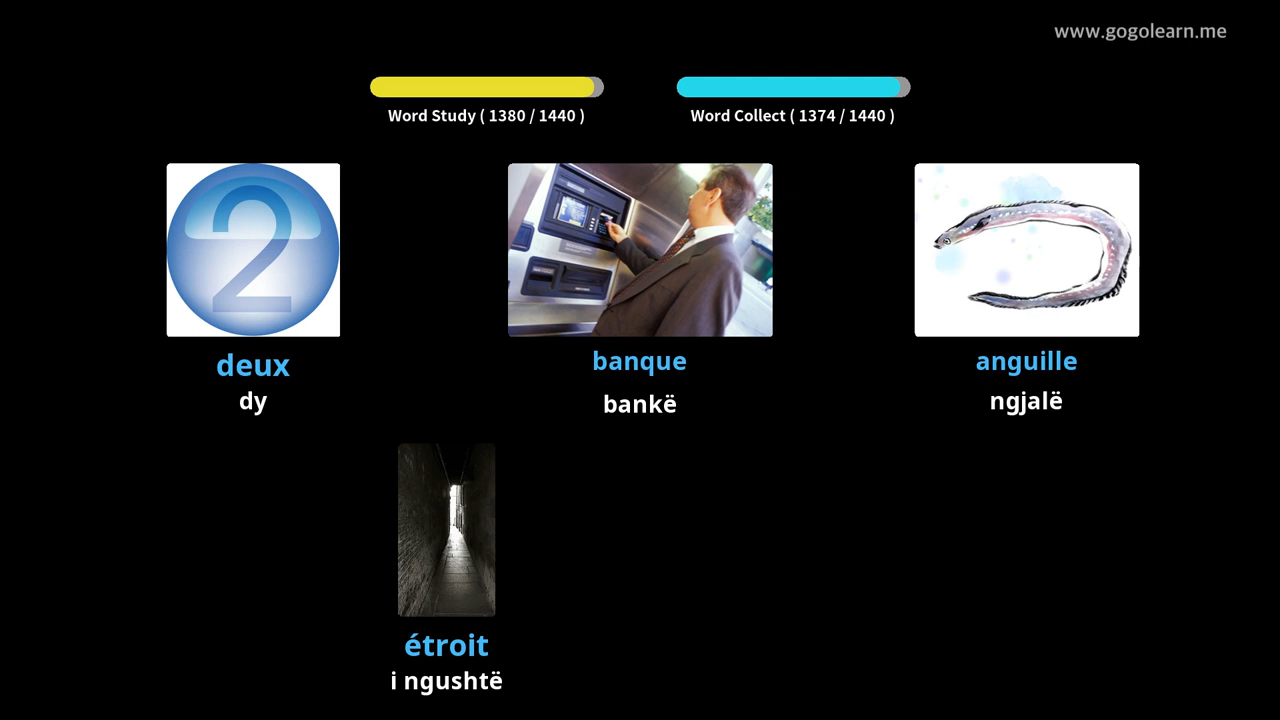 www.gogolearn.me
Word Study ( 1380 / 1440 )
Word Collect ( 1374 / 1440 )
2
deux
dy
banque
bankë
anguille
ngjalë
étroit
i ngushtë